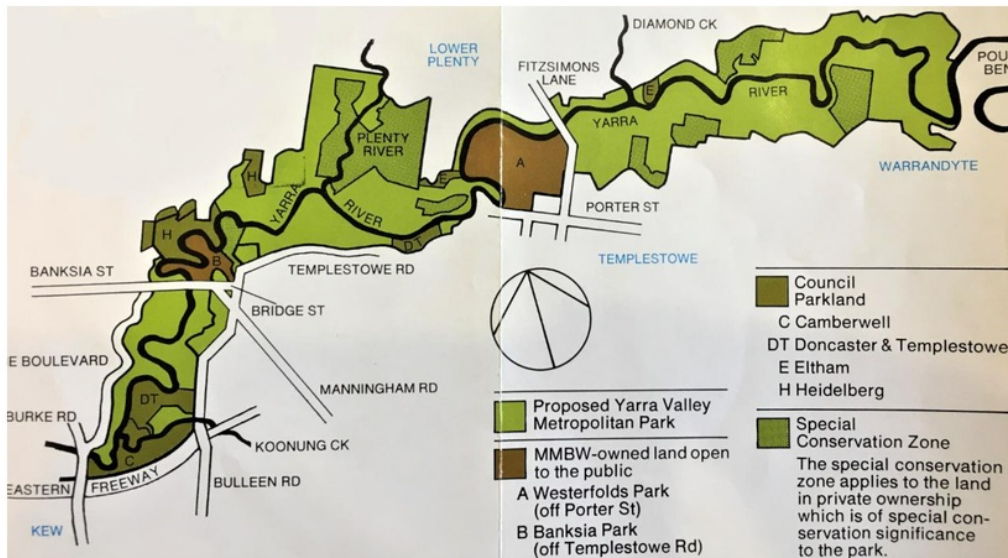 DIAMOND CK
LOWER
PLENTY
FITZSIMONS
LANE
POU
BEN
E
RIVER
YARRA
PLENTY
RIVER
A
WARRANDYTE
H
E
YARRA
RIVER
PORTER ST
H
DT
B
BANKSIA ST
TEMPLESTOWE RD
TEMPLESTOWE
BRIDGE ST
E BOULEVARD
MANNINGHAM RD
DT
BURKE RD
KOONUNG CK
C
EASTERN
FREEWAY
BULLEEN RD
KEW
Proposed Yarra Valley
Metropolitan Park
MMBW-owned land open
to the public
A Westerfolds Park
(off Porter St)
B Banksia Park
(off Templestowe Rd)
Council
Parkland
C Camberwell
DT Doncaster & Templestowe
E Eltham
H Heidelberg
Special
Conservation Zone
The special conservation
zone applies to the land
in private ownership
which is of special con-
servation significance
to the park.